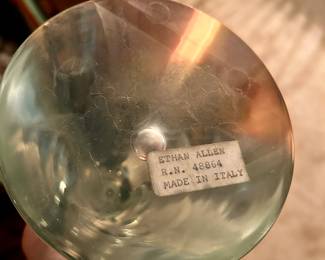 ETHAN ALLEN
R.N. 48864
MADE IN ITALY